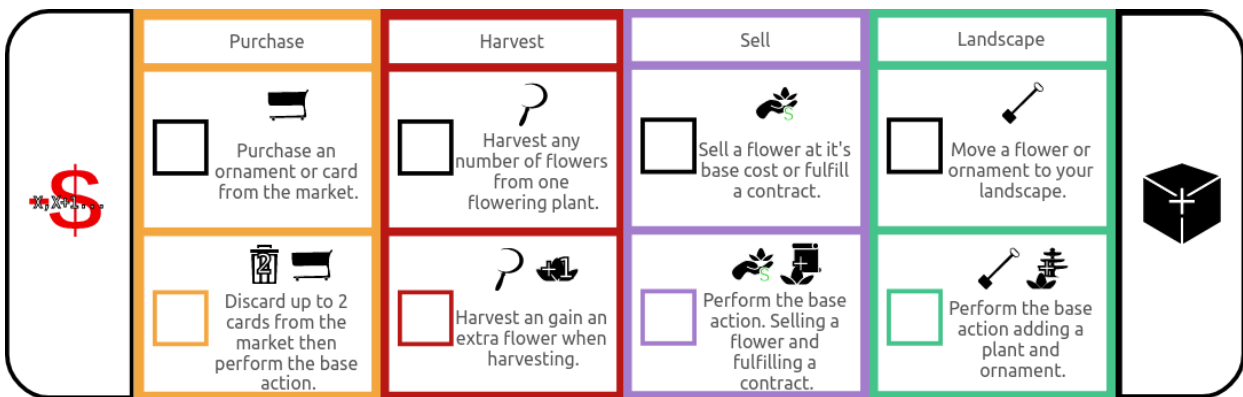 Purchase
Harvest
Sell
Landscape
-$
X,X+1...
Purchase an
ornament or card
from the market.
Harvest any
number of flowers
from one
flowering plant.
$
Sell a flower at it's
base cost or fulfill
a contract.
Move a flower or
ornament to your
landscape.
+
2
Discard up to 2
cards from the
market then
perform the base
action.
+1
Harvest an gain an
extra flower when
harvesting.
$
+
Perform the base
action. Selling a
flower and
fulfilling a
contract.
+
Perform the base
action adding a
plant and
ornament.